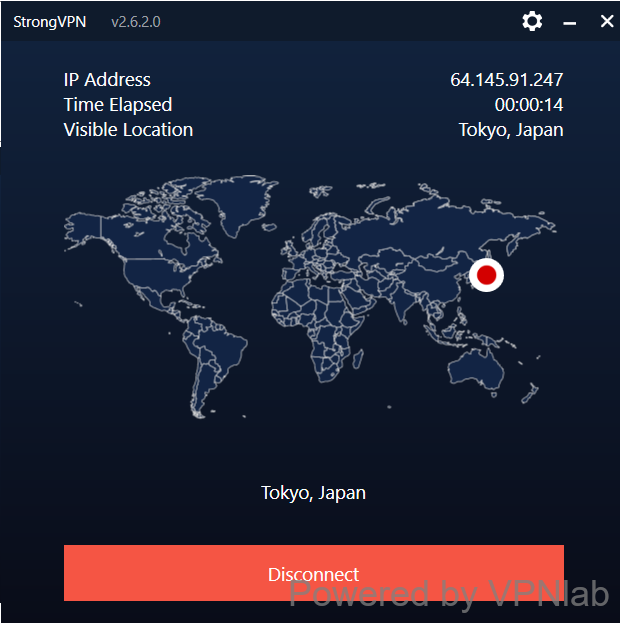 StrongVPN v2.6.2.0
IP Address 64.145.91.247
Time Elapsed 00:00:14
Visible Location Tokyo, Japan
Tokyo, Japan
Disconnect
Powered by VPNlab